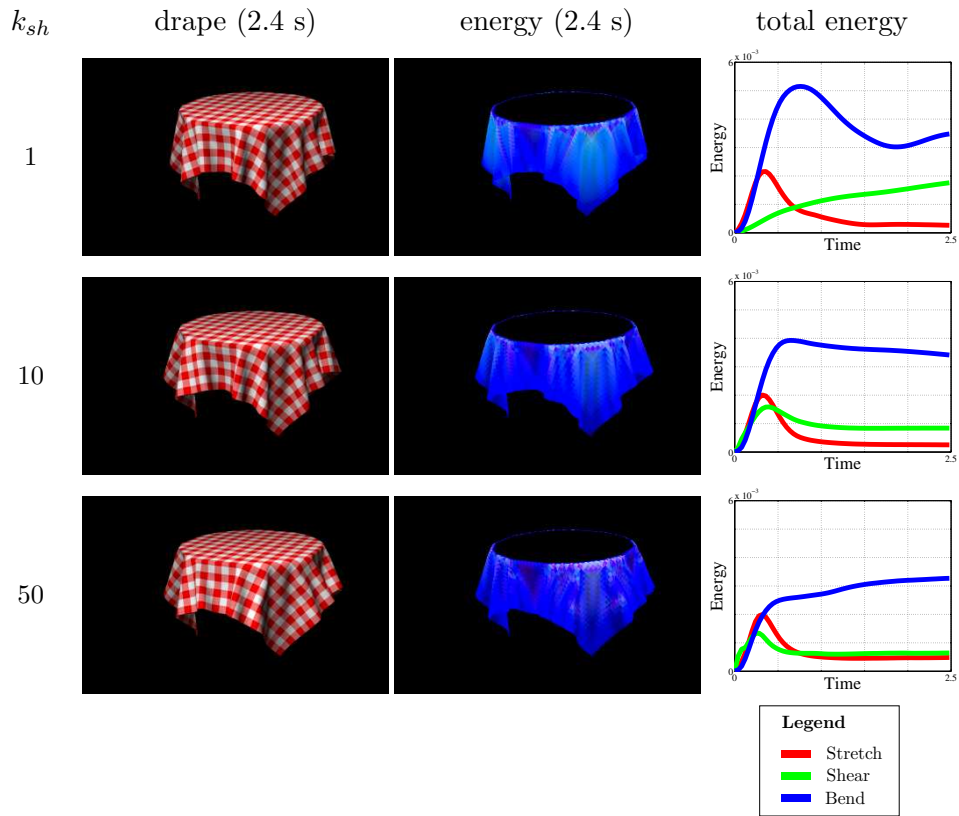 k_sh drape (2.4 s) energy (2.4 s) total energy
1
6 x 10⁻³
Energy
0
0
Time
2.5
10
6 x 10⁻³
Energy
0
0
Time
2.5
50
6 x 10⁻³
Energy
0
0
Time
2.5
Legend
Stretch
Shear
Bend